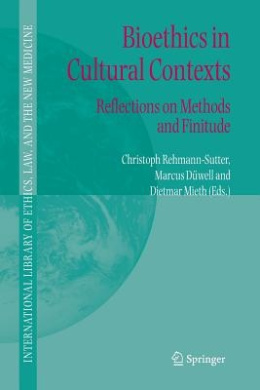 INTERNATIONAL LIBRARY OF ETHICS, LAW, AND THE NEW MEDICINE
Bioethics in
Cultural Contexts
Reflections on Methods
and Finitude
Christoph Rehmann-Sutter,
Marcus Düwell and
Dietmar Mieth (Eds.)
Springer